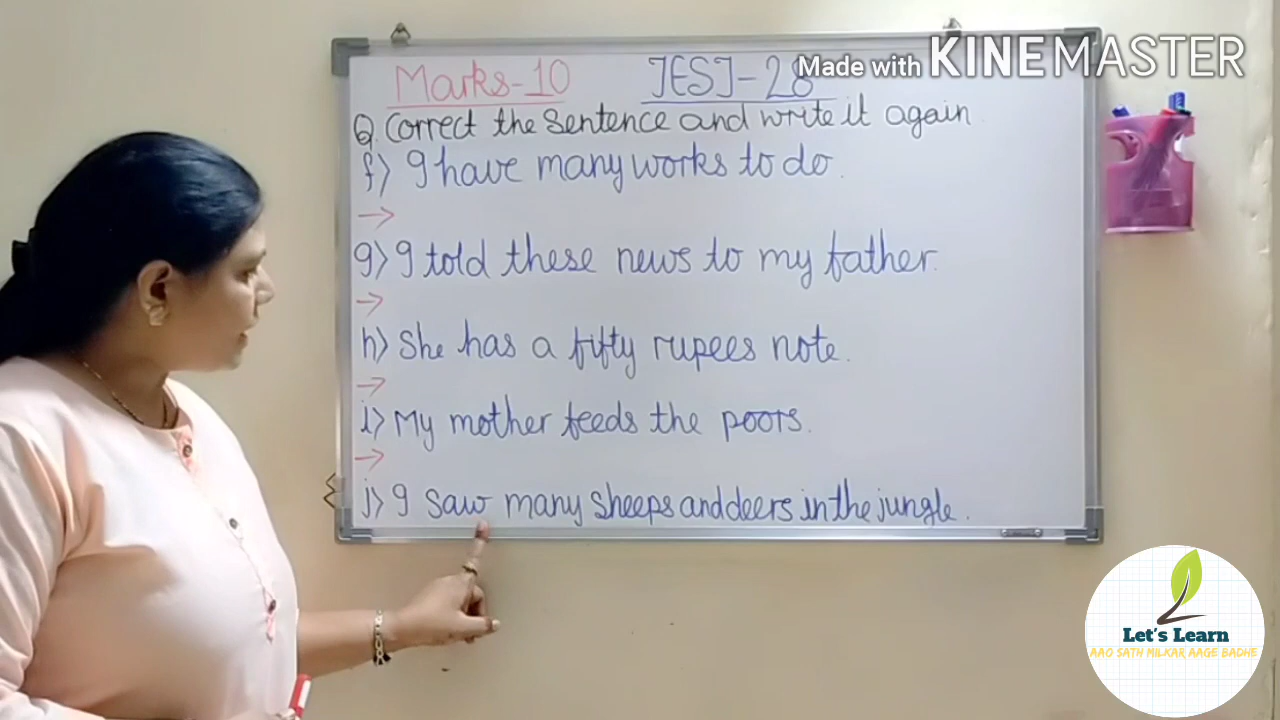 Made with KINEMASTER
Marks-10 TEST-28
Q. Correct the sentence and write it again
f) I have many works to do.
→
g) I told these news to my father.
→
h) She has a fifty rupees note.
→
i) My mother feeds the poors.
→
j) I saw many sheeps and deers in the jungle.
Let's Learn
AAO SATH MILKAR AAGE BADHE